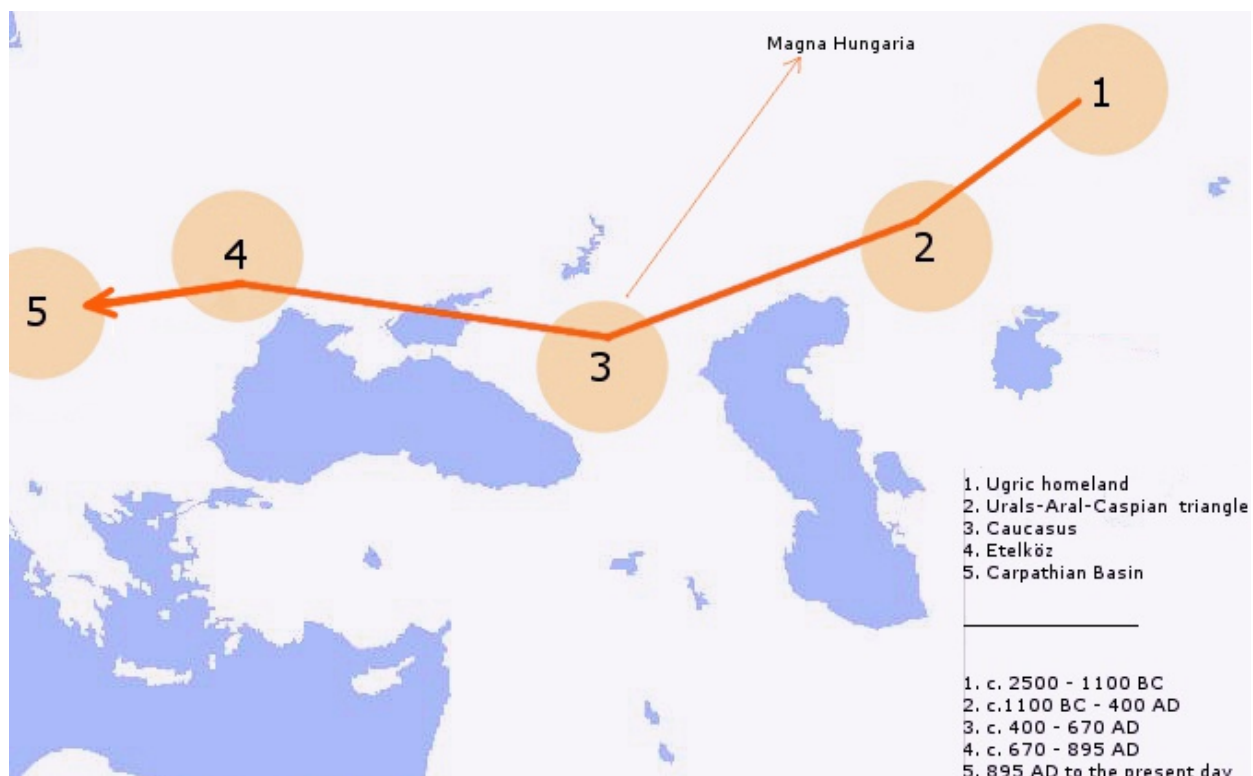 Magna Hungaria
1
2
4
5
3
1. Ugric homeland
2. Urals-Aral-Caspian triangle
3. Caucasus
4. Etelköz
5. Carpathian Basin
1. c. 2500 - 1100 BC
2. c.1100 BC - 400 AD
3. c. 400 - 670 AD
4. c. 670 - 895 AD
5. 895 AD to the present day